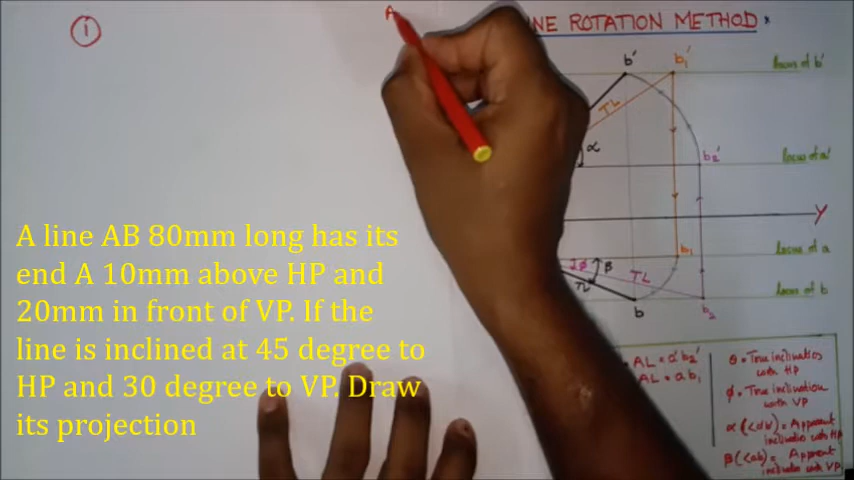 1
A
INE ROTATION METHOD
b' b₁' locus of b'
TL
α b₂' locus of a'
Y
b₁ locus of a
β TL
TL locus of b
b b₂
A line AB 80mm long has its
end A 10mm above HP and
20mm in front of VP. If the
line is inclined at 45 degree to
HP and 30 degree to VP. Draw
its projection
AL = a'b₂'
AL = ab₁
θ = True inclination
with HP
ϕ = True inclination
with VP
α (<db') = Apparent
inclination with HP
β (<ab) = Apparent
inclination with VP